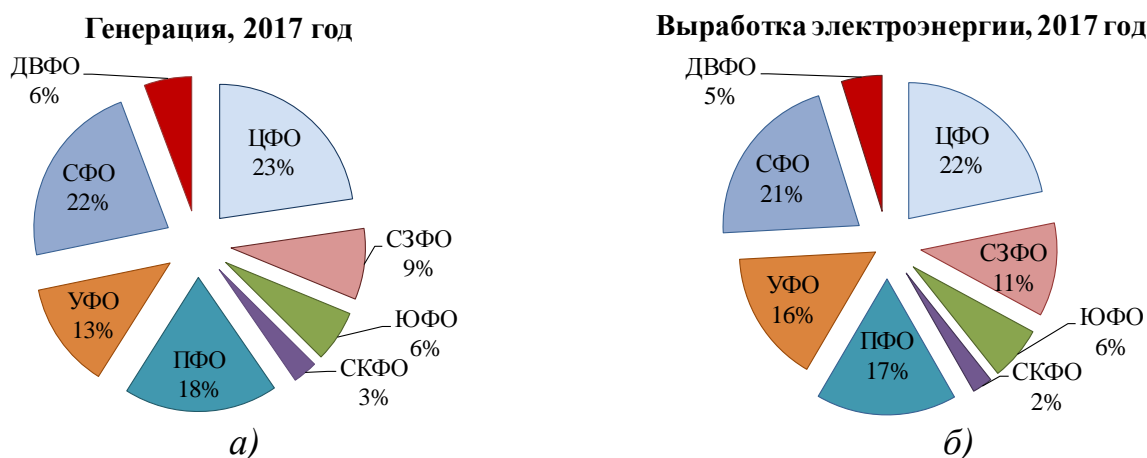 Генерация, 2017 год
ДВФО
6%
ЦФО
23%
СФО
22%
СЗФО
9%
УФО
13%
ЮФО
6%
ПФО
18%
СКФО
3%
а)
Выработка электроэнергии, 2017 год
ДВФО
5%
ЦФО
22%
СФО
21%
СЗФО
11%
УФО
16%
ЮФО
6%
ПФО
17%
СКФО
2%
б)